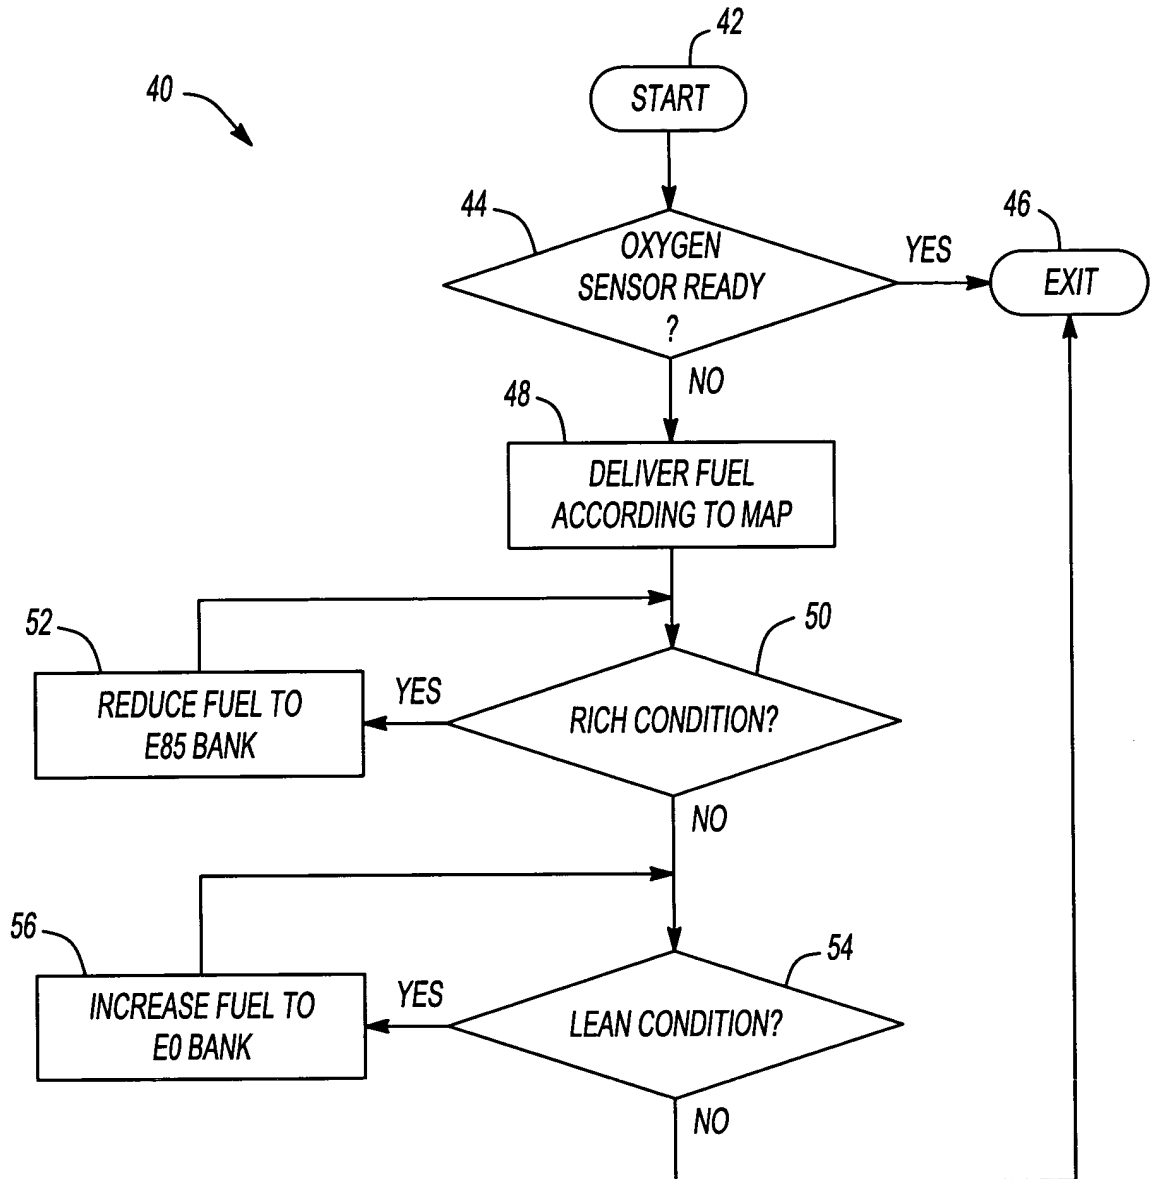 42
START
40
44
OXYGEN
SENSOR READY
?
YES
46
EXIT
NO
48
DELIVER FUEL
ACCORDING TO MAP
52
50
REDUCE FUEL TO
E85 BANK
YES
RICH CONDITION?
NO
56
54
INCREASE FUEL TO
E0 BANK
YES
LEAN CONDITION?
NO